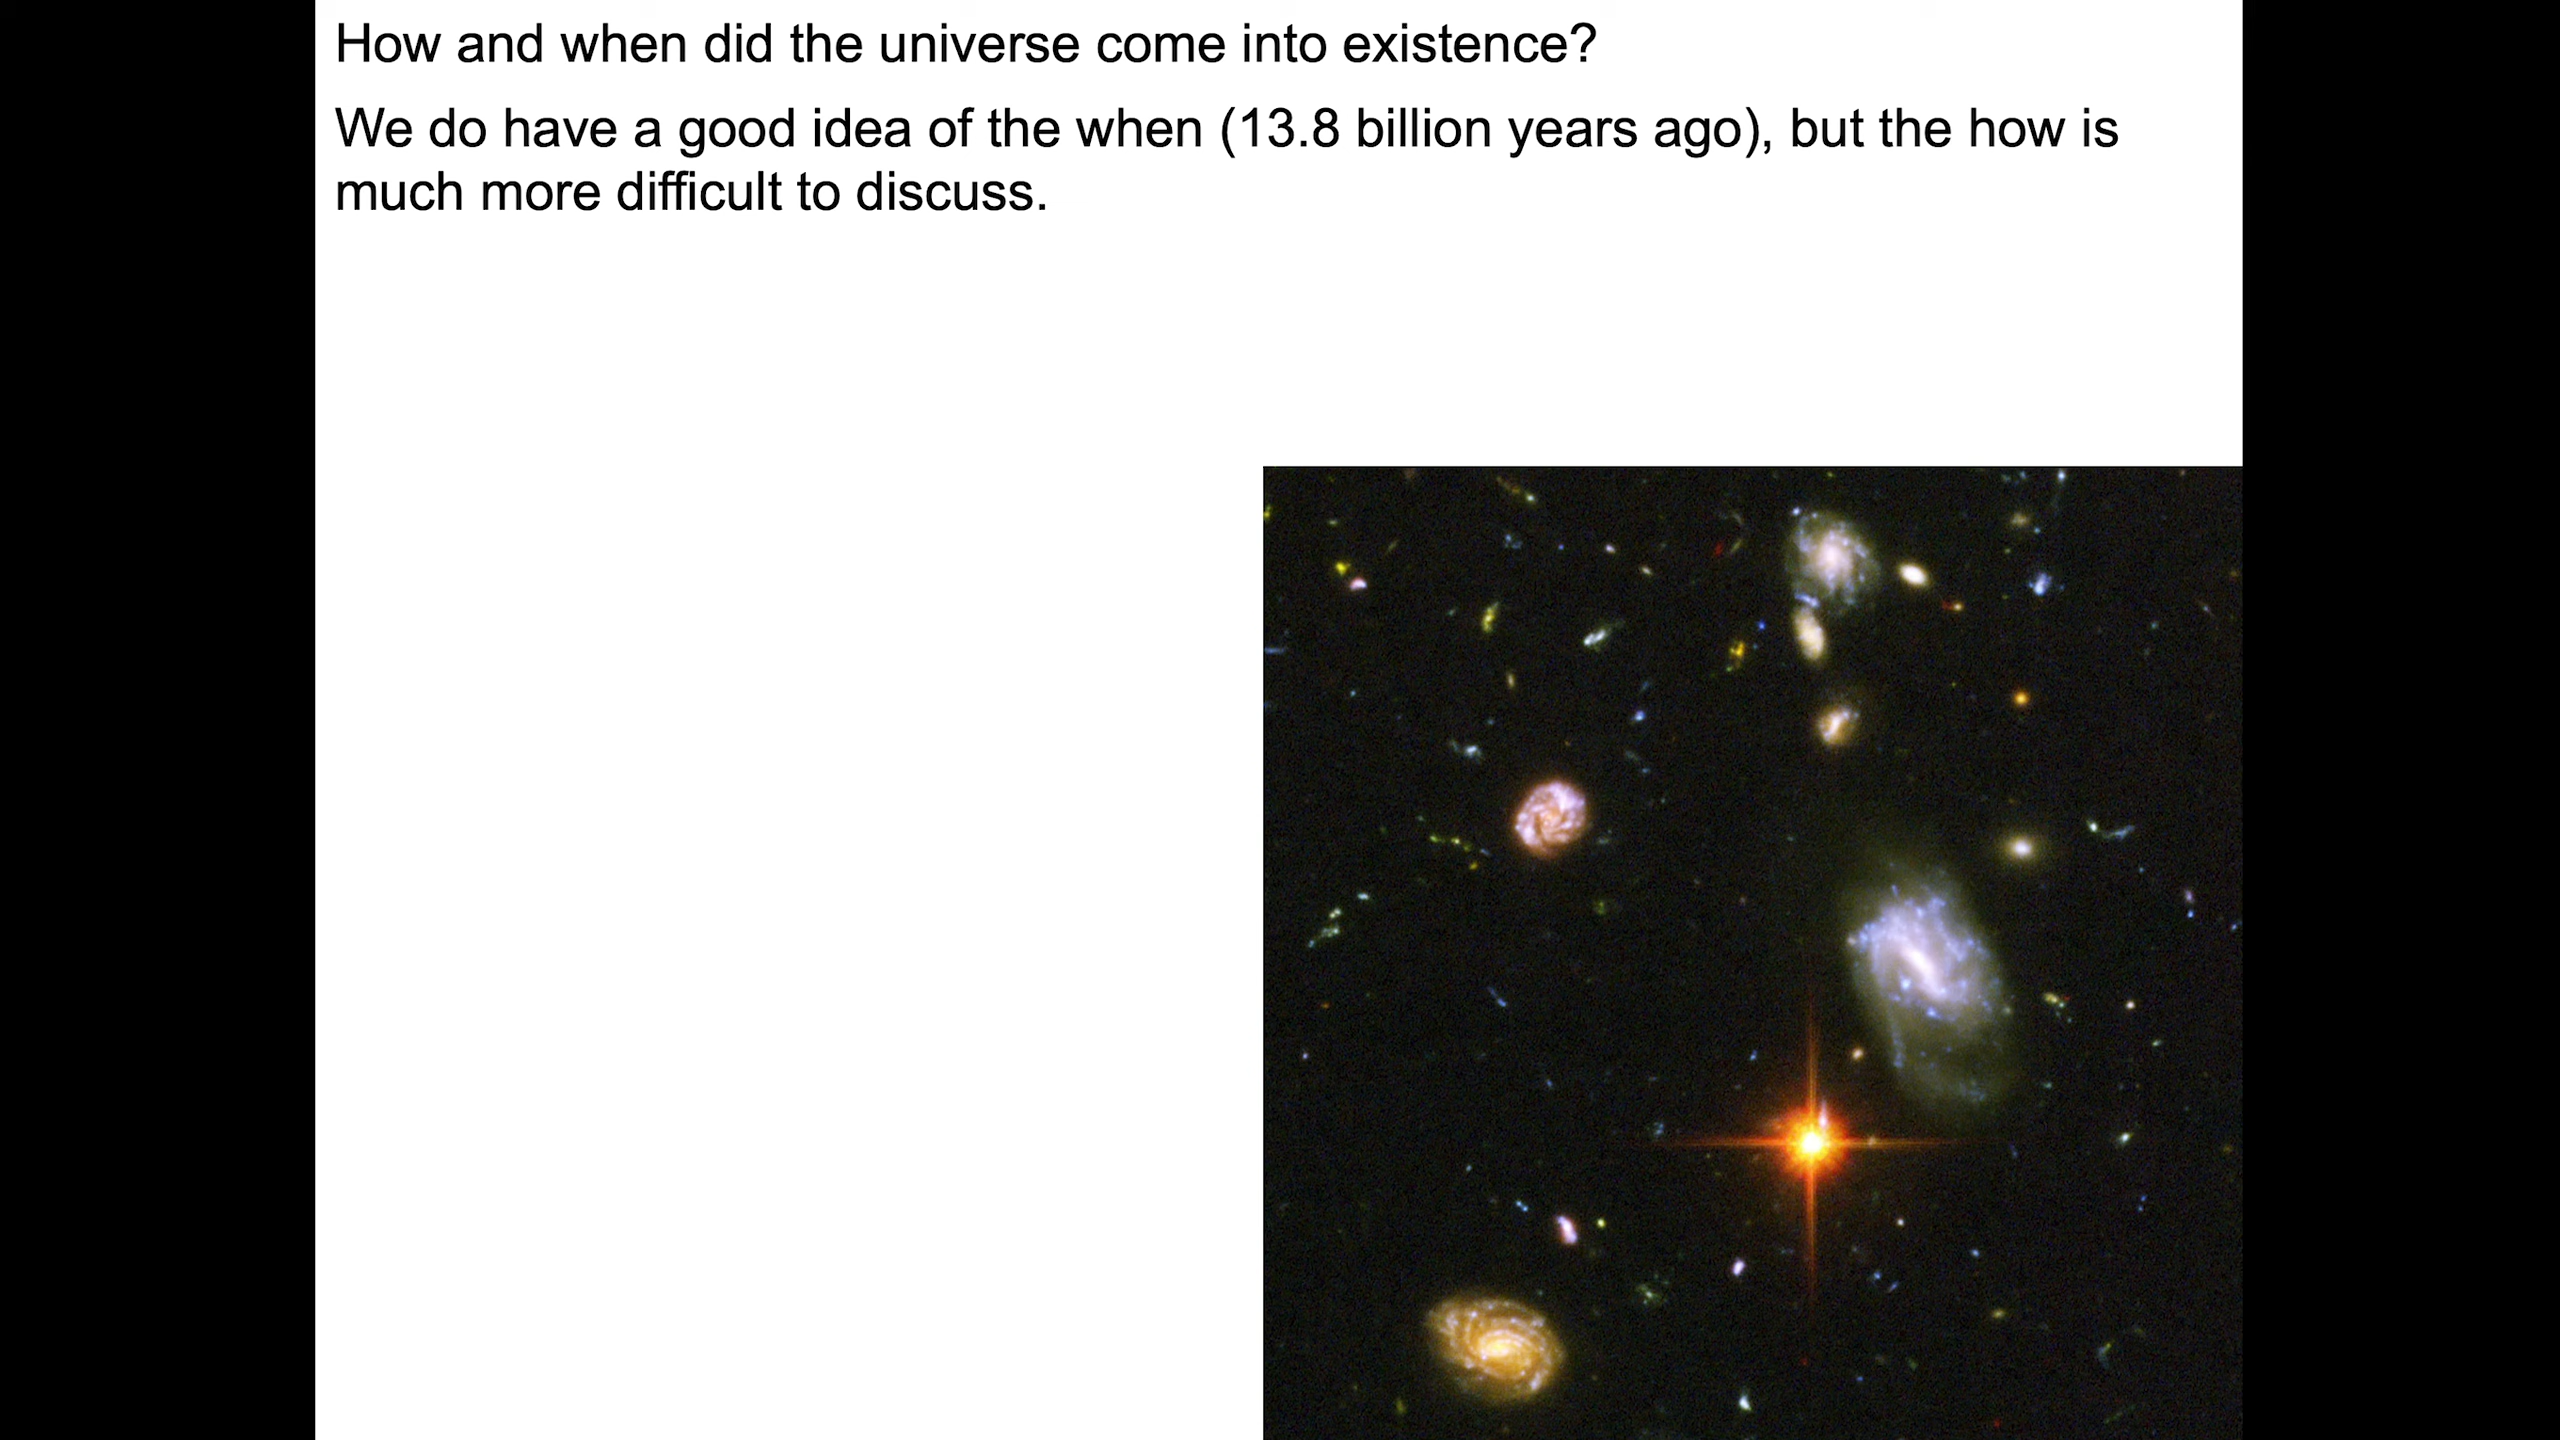 How and when did the universe come into existence?
We do have a good idea of the when (13.8 billion years ago), but the how is
much more difficult to discuss.